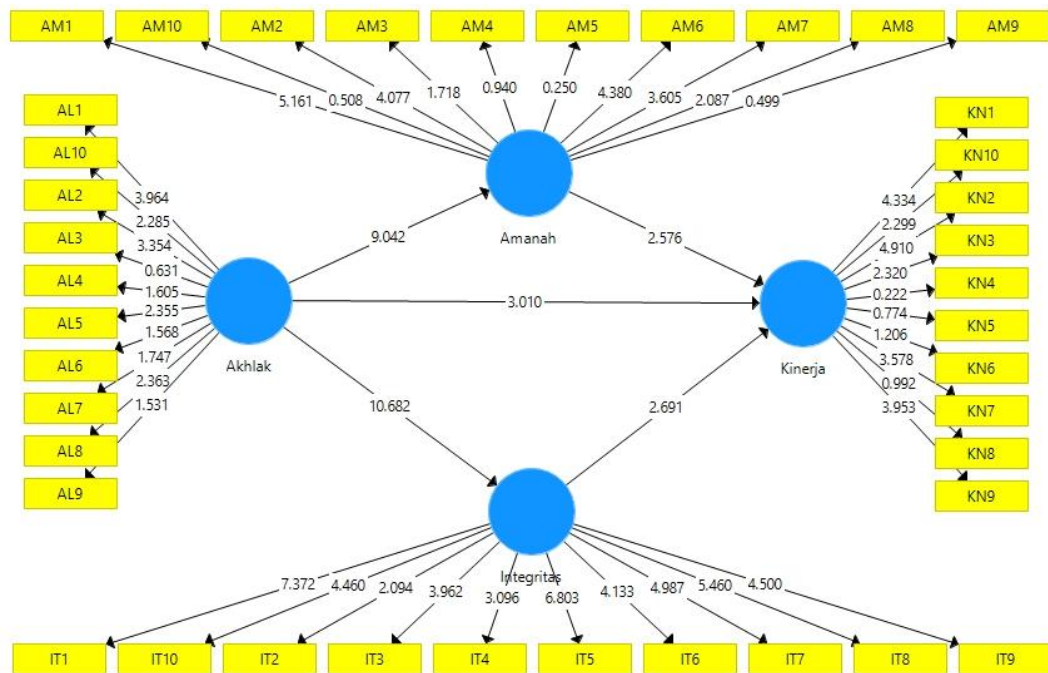 AM1 AM10 AM2 AM3 AM4 AM5 AM6 AM7 AM8 AM9
5.161 0.508 4.077 1.718 0.940 0.250 4.380 3.605 2.087 0.499
AL1
AL10
AL2
AL3
AL4
AL5
AL6
AL7
AL8
AL9
3.964
2.285
3.354
0.631
1.605
2.355
1.568
1.747
2.363
1.531
Amanah
9.042
2.576
Akhlak
3.010
Kinerja
10.682
2.691
KN1
KN10
KN2
KN3
KN4
KN5
KN6
KN7
KN8
KN9
4.334
2.299
4.910
2.320
0.222
0.774
1.206
3.578
0.992
3.953
Integritas
7.372 4.460 2.094 3.962 3.096 6.803 4.133 4.987 5.460 4.500
IT1 IT10 IT2 IT3 IT4 IT5 IT6 IT7 IT8 IT9